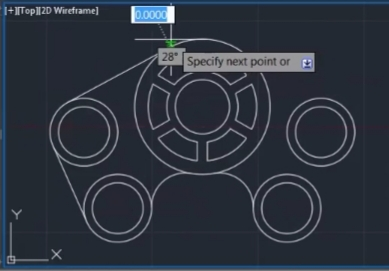 [+][Top][2D Wireframe]
0.0000
28°
Specify next point or
Y
X